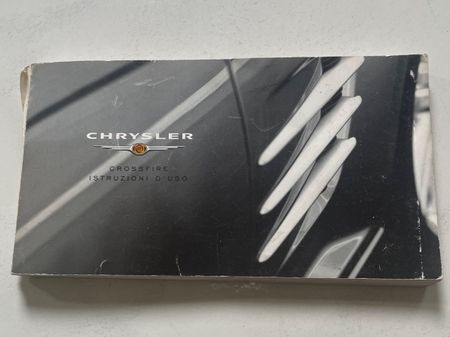 CHRYSLER
CROSSFIRE
ISTRUZIONI D'USO